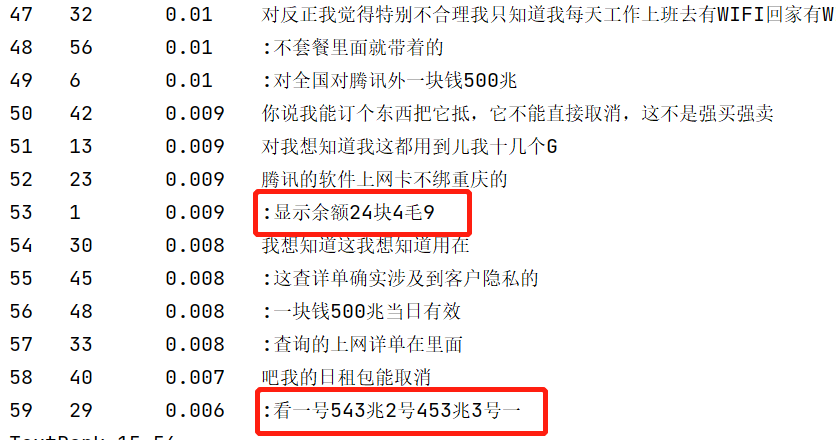 47 32 0.01 对反正我觉得特别不合理我只知道我每天工作上班去有WIFI回家有W
48 56 0.01 :不套餐里面就带着的
49 6 0.01 :对全国对腾讯外一块钱500兆
50 42 0.009 你说我能订个东西把它抵，它不能直接取消，这不是强买强卖
51 13 0.009 对我想知道我这都用到儿我十几个G
52 23 0.009 腾讯的软件上网卡不绑重庆的
53 1 0.009 :显示余额24块4毛9
54 30 0.008 我想知道这我想知道用在
55 45 0.008 :这查详单确实涉及到客户隐私的
56 48 0.008 :一块钱500兆当日有效
57 33 0.008 :查询的上网详单在里面
58 40 0.007 吧我的日租包能取消
59 29 0.006 :看一号543兆2号453兆3号一